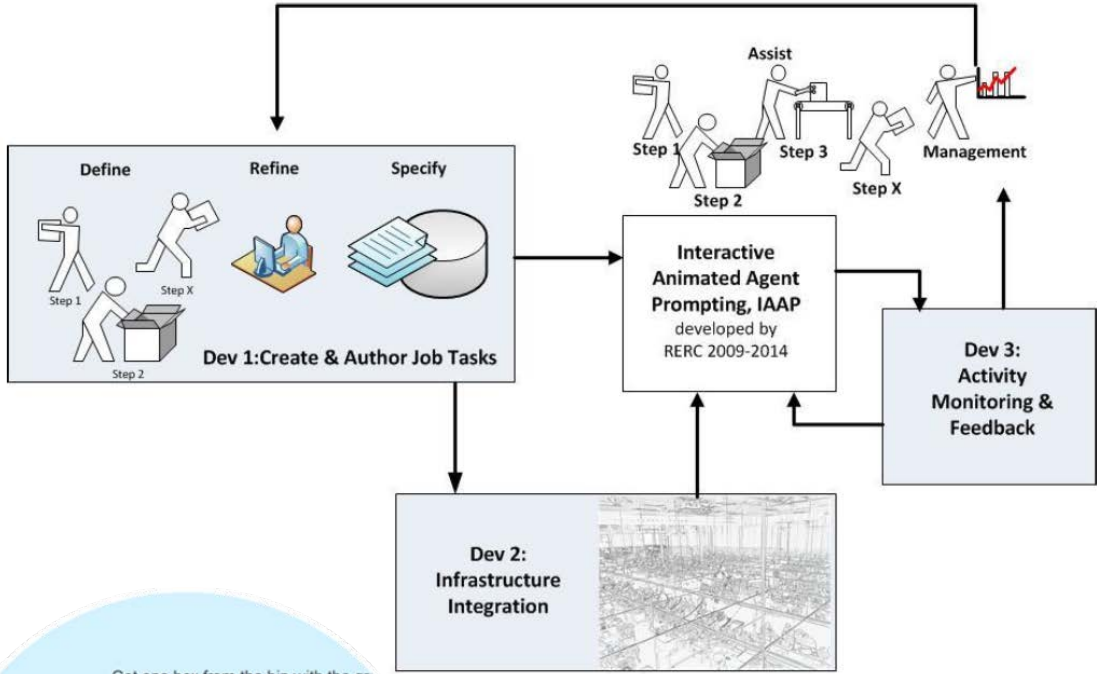 Assist
Step 1
Step 3
Management
Step X
Step 2
Define
Refine
Specify
Step 1
Step X
Step 2
Dev 1:Create & Author Job Tasks
Interactive
Animated Agent
Prompting, IAAP
developed by
RERC 2009-2014
Dev 3:
Activity
Monitoring &
Feedback
Dev 2:
Infrastructure
Integration
Get one box from the bin with the